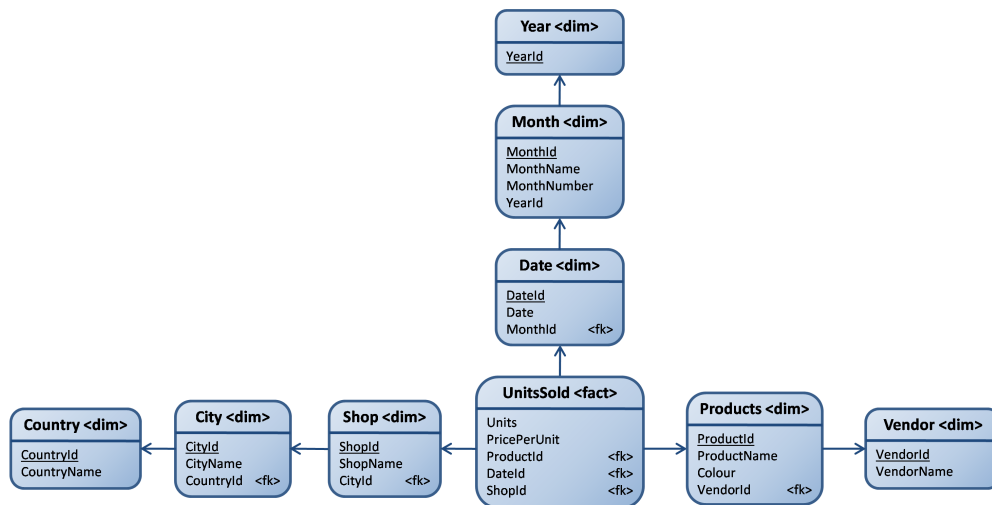 Year <dim>
YearId
Month <dim>
MonthId
MonthName
MonthNumber
YearId
Date <dim>
DateId
Date
MonthId <fk>
Country <dim>
CountryId
CountryName
City <dim>
CityId
CityName
CountryId <fk>
Shop <dim>
ShopId
ShopName
CityId <fk>
UnitsSold <fact>
Units
PricePerUnit
ProductId <fk>
DateId <fk>
ShopId <fk>
Products <dim>
ProductId
ProductName
Colour
VendorId <fk>
Vendor <dim>
VendorId
VendorName